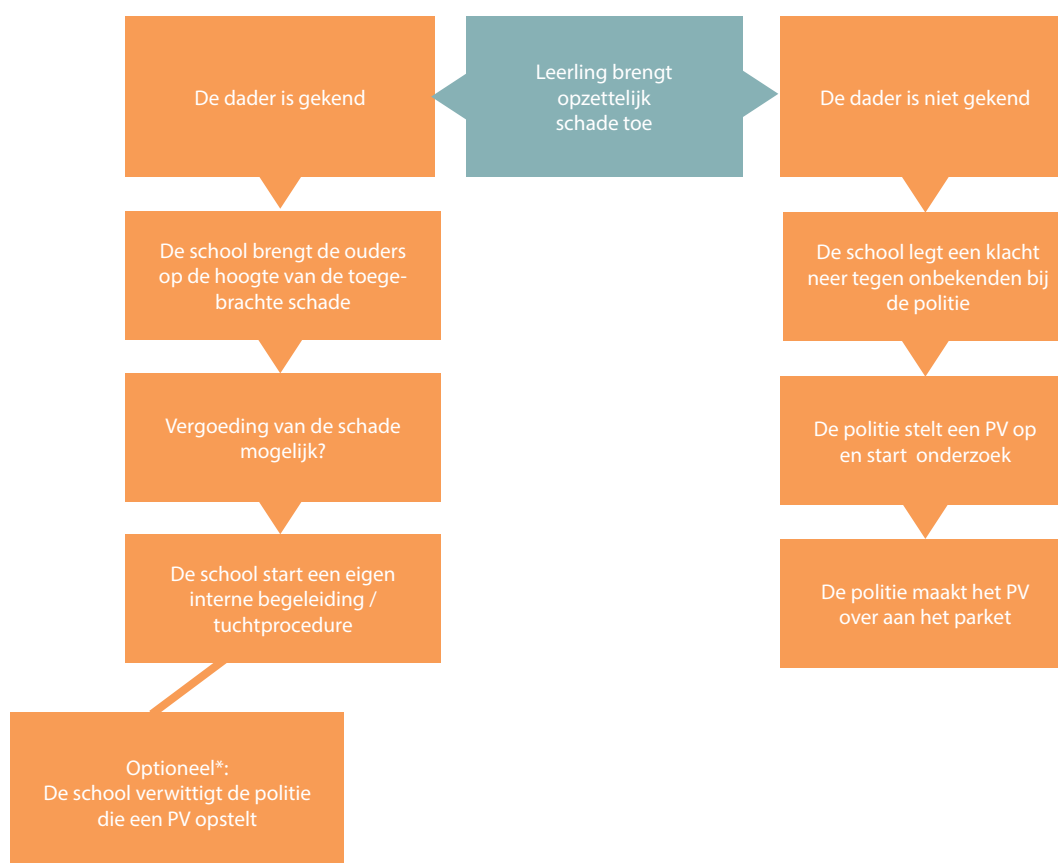 Leerling brengt
opzettelijk
schade toe
De dader is gekend
De school brengt de ouders
op de hoogte van de toege-
brachte schade
Vergoeding van de schade
mogelijk?
De school start een eigen
interne begeleiding /
tuchtprocedure
Optioneel*:
De school verwittigt de politie
die een PV opstelt
De dader is niet gekend
De school legt een klacht
neer tegen onbekenden bij
de politie
De politie stelt een PV op
en start onderzoek
De politie maakt het PV
over aan het parket